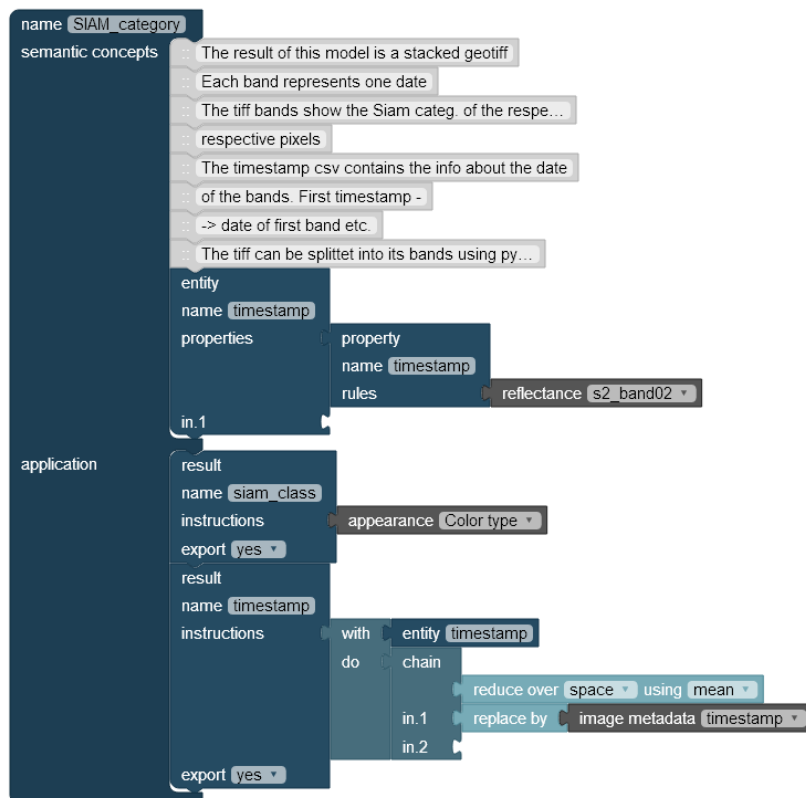 name SIAM_category
semantic concepts
:: The result of this model is a stacked geotiff
:: Each band represents one date
:: The tiff bands show the Siam categ. of the respe…
:: respective pixels
:: The timestamp csv contains the info about the date
:: of the bands. First timestamp -
:: -> date of first band etc.
:: The tiff can be splittet into its bands using py…
entity
name timestamp
properties property
name timestamp
rules reflectance s2_band02
in.1
application result
name siam_class
instructions appearance Color type
export yes
result
name timestamp
instructions with entity timestamp
do chain
reduce over space using mean
in.1 replace by image metadata timestamp
in.2
export yes